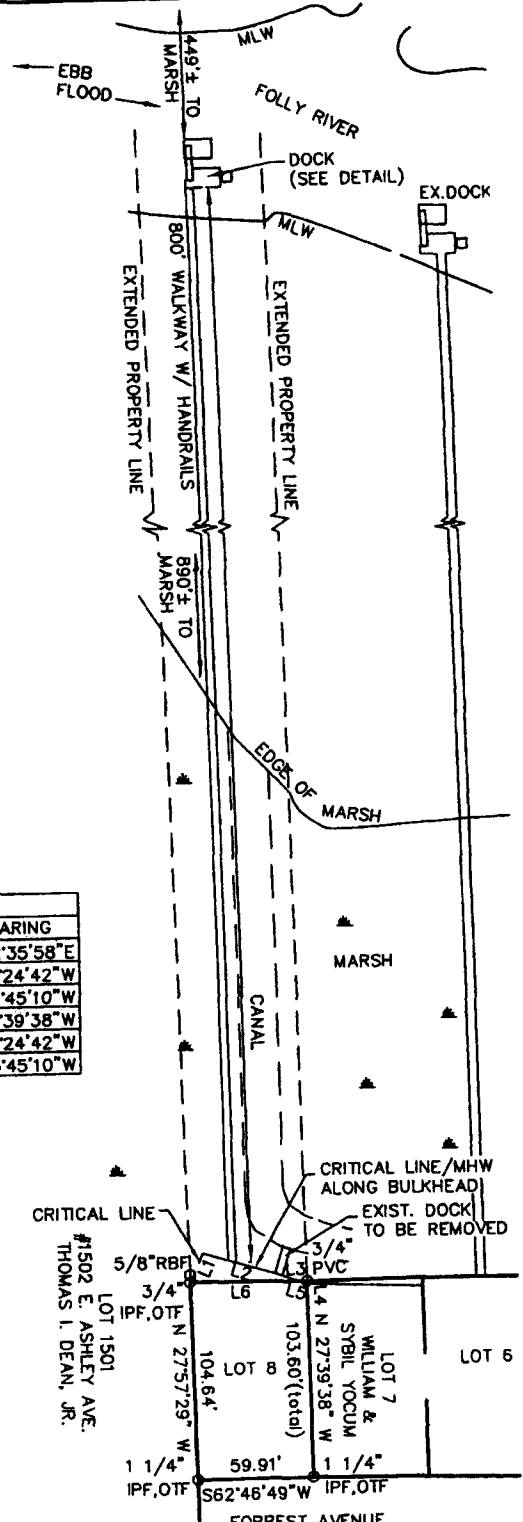 MLW
449'± TO
MARSH
EBB
FLOOD
FOLLY RIVER
DOCK
(SEE DETAIL)
EX.DOCK
MLW
800' WALKWAY W/ HANDRAILS
EXTENDED PROPERTY LINE
EXTENDED PROPERTY LINE
890'± TO
MARSH
EDGE OF
MARSH
ARING
°35'58"E
°24'42"W
°45'10"W
°39'38"W
°24'42"W
°45'10"W
MARSH
CANAL
CRITICAL LINE/MHW
ALONG BULKHEAD
EXIST. DOCK
TO BE REMOVED
CRITICAL LINE
5/8"RBF
L1
L2
L3
3/4"
PVC
3/4"
IPF,OTF
L6
L5
L4 N 27°39'38" W
103.60'(total)
N 27°57'29" W
104.64'
LOT 8
LOT 7
WILLIAM &
SYBIL YOCUM
LOT 6
LOT 1501
#1502 E. ASHLEY AVE.
THOMAS I. DEAN, JR.
1 1/4"
IPF,OTF
59.91'
S62°46'49"W
1 1/4"
IPF,OTF
FORREST AVENUE